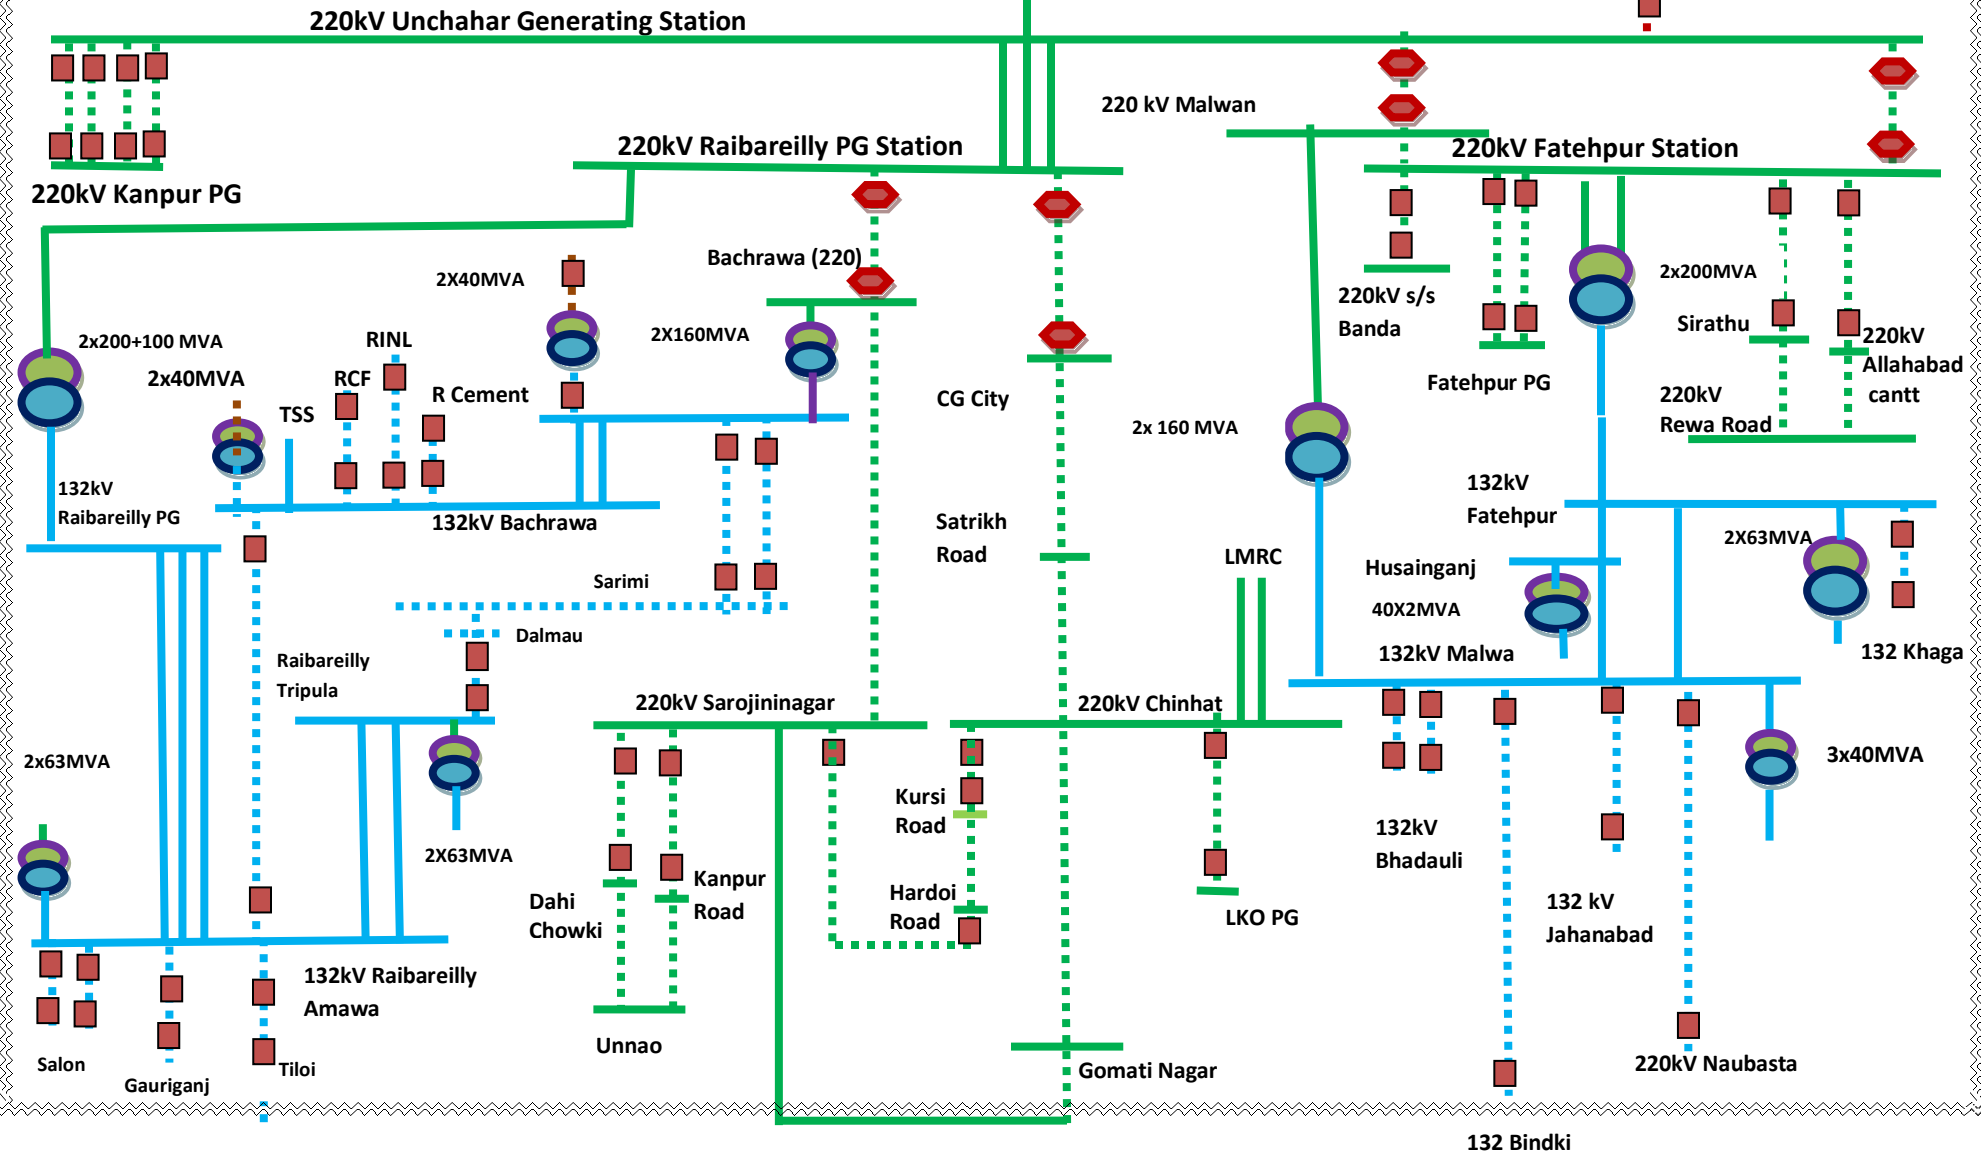 220kV Unchahar Generating Station
220 kV Malwan
220kV Raibareilly PG Station
220kV Fatehpur Station
220kV Kanpur PG
Bachrawa (220)
2X40MVA
2x200MVA
220kV s/s
Banda
Sirathu
2x200+100 MVA
RINL
2X160MVA
220kV
Allahabad
cantt
2x40MVA
RCF
R Cement
TSS
CG City
Fatehpur PG
220kV
Rewa Road
2x 160 MVA
132kV
Raibareilly PG
132kV Bachrawa
Satrikh
Road
132kV
Fatehpur
2X63MVA
LMRC
Husainganj
40X2MVA
Sarimi
Dalmau
132kV Malwa
132 Khaga
Raibareilly
Tripula
220kV Sarojininagar
220kV Chinhat
2x63MVA
3x40MVA
Kursi
Road
132kV
Bhadauli
2X63MVA
Kanpur
Road
Dahi
Chowki
Hardoi
Road
LKO PG
132 kV
Jahanabad
132kV Raibareilly
Amawa
Unnao
Salon
Gauriganj
Tiloi
Gomati Nagar
220kV Naubasta
132 Bindki